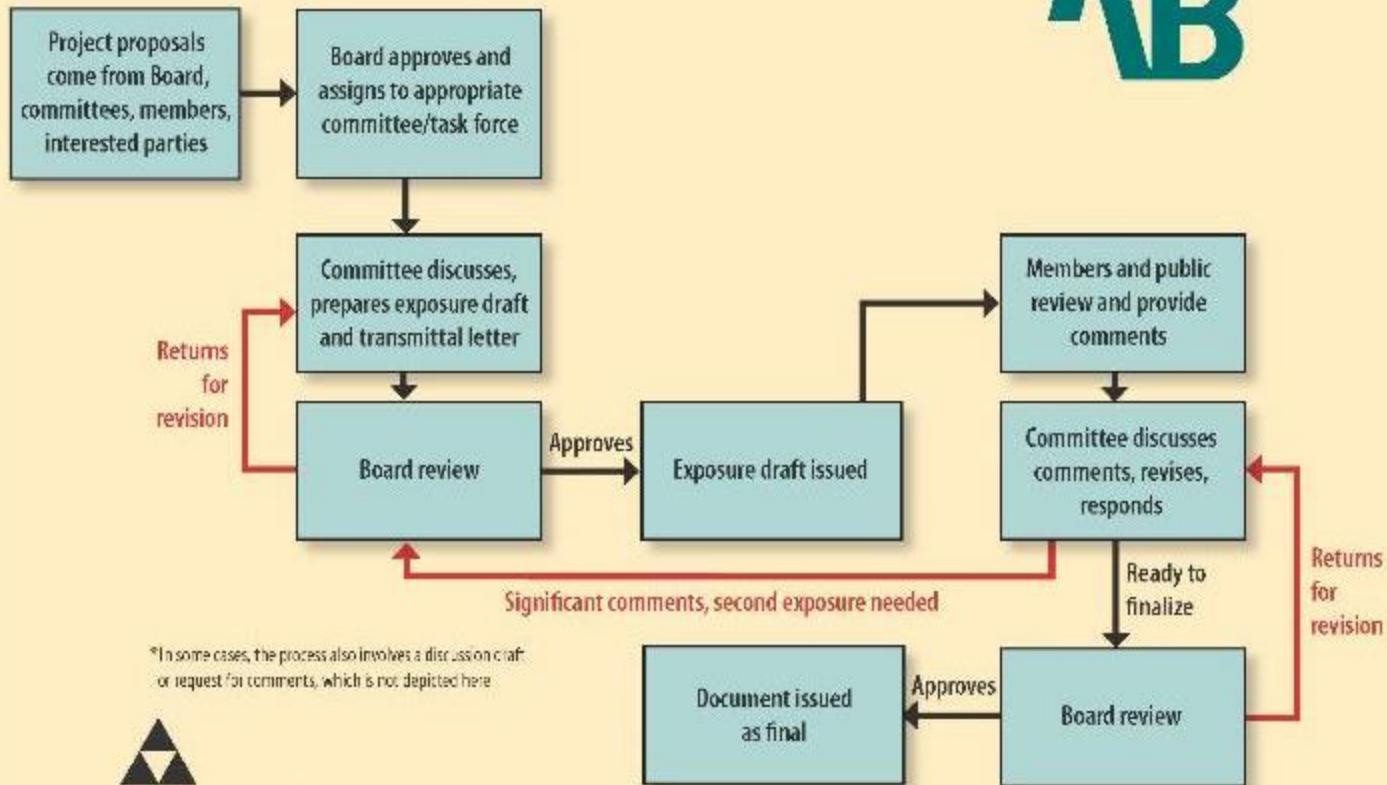 Project proposals
come from Board,
committees, members,
interested parties
Board approves and
assigns to appropriate
committee/task force
Committee discusses,
prepares exposure draft
and transmittal letter
Returns
for
revision
Board review
Approves
Exposure draft issued
Members and public
review and provide
comments
Committee discusses
comments, revises,
responds
Significant comments, second exposure needed
Ready to
finalize
Returns
for
revision
Board review
Approves
Document issued
as final
*In some cases, the process also involves a discussion draft
or request for comments, which is not depicted here